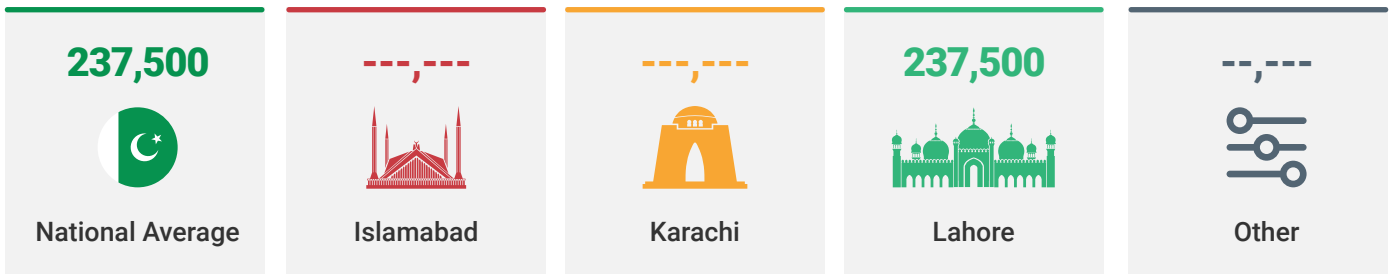 237,500
National Average
---,---
Islamabad
---,---
Karachi
237,500
Lahore
--,---
Other